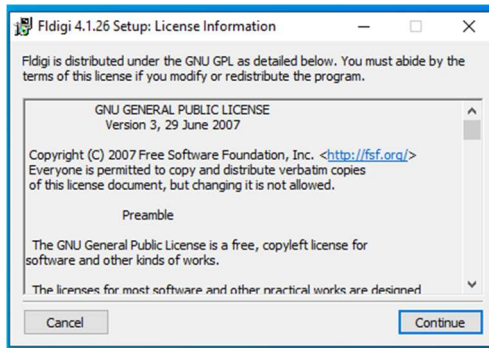 Fldigi 4.1.26 Setup: License Information
Fldigi is distributed under the GNU GPL as detailed below. You must abide by the
terms of this license if you modify or redistribute the program.
GNU GENERAL PUBLIC LICENSE
Version 3, 29 June 2007
Copyright (C) 2007 Free Software Foundation, Inc. <http://fsf.org/>
Everyone is permitted to copy and distribute verbatim copies
of this license document, but changing it is not allowed.
Preamble
The GNU General Public License is a free, copyleft license for
software and other kinds of works.
The licenses for most software and other practical works are designed
Cancel Continue